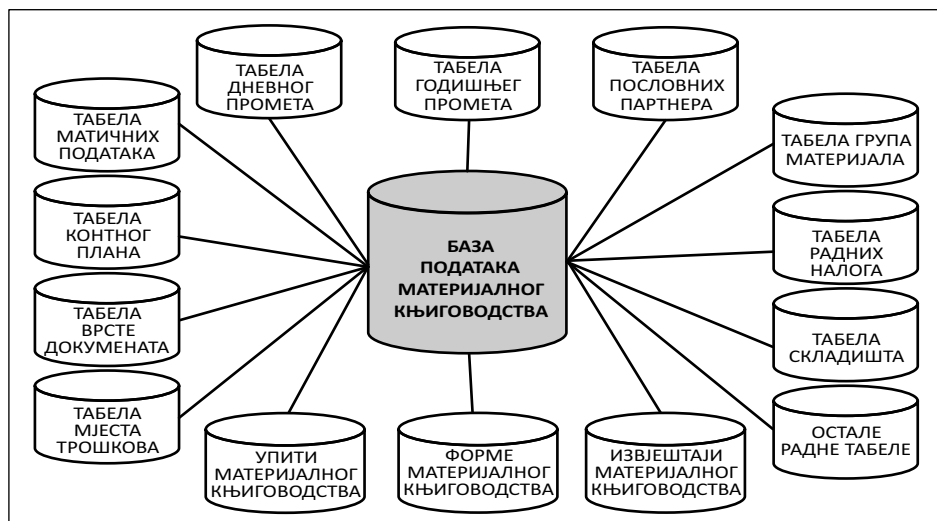 ТАБЕЛА
ДНЕВНОГ
ПРОМЕТА
ТАБЕЛА
ГОДИШЊЕГ
ПРОМЕТА
ТАБЕЛА
ПОСЛОВНИХ
ПАРТНЕРА
ТАБЕЛА
МАТИЧНИХ
ПОДАТАКА
ТАБЕЛА ГРУПА
МАТЕРИЈАЛА
ТАБЕЛА
КОНТНОГ
ПЛАНА
БАЗА
ПОДАТАКА
МАТЕРИЈАЛНОГ
КЊИГОВОДСТВА
ТАБЕЛА
РАДНИХ
НАЛОГА
ТАБЕЛА
ВРСТЕ
ДОКУМЕНАТА
ТАБЕЛА
СКЛАДИШТА
ТАБЕЛА
МЈЕСТА
ТРОШКОВА
УПИТИ
МАТЕРИЈАЛНОГ
КЊИГОВОДСТВА
ФОРМЕ
МАТЕРИЈАЛНОГ
КЊИГОВОДСТВА
ИЗВЈЕШТАЈИ
МАТЕРИЈАЛНОГ
КЊИГОВОДСТВА
ОСТАЛЕ
РАДНЕ ТАБЕЛЕ